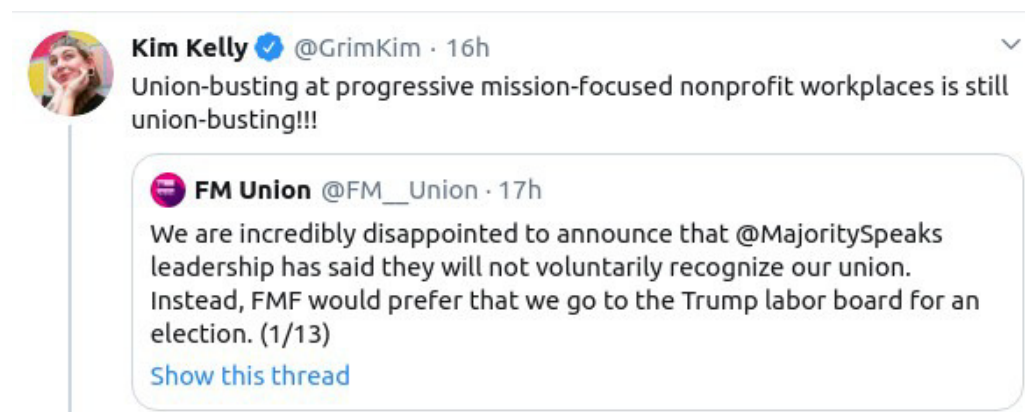 Kim Kelly @GrimKim · 16h
Union-busting at progressive mission-focused nonprofit workplaces is still
union-busting!!!
FM Union @FM__Union · 17h
We are incredibly disappointed to announce that @MajoritySpeaks
leadership has said they will not voluntarily recognize our union.
Instead, FMF would prefer that we go to the Trump labor board for an
election. (1/13)
Show this thread